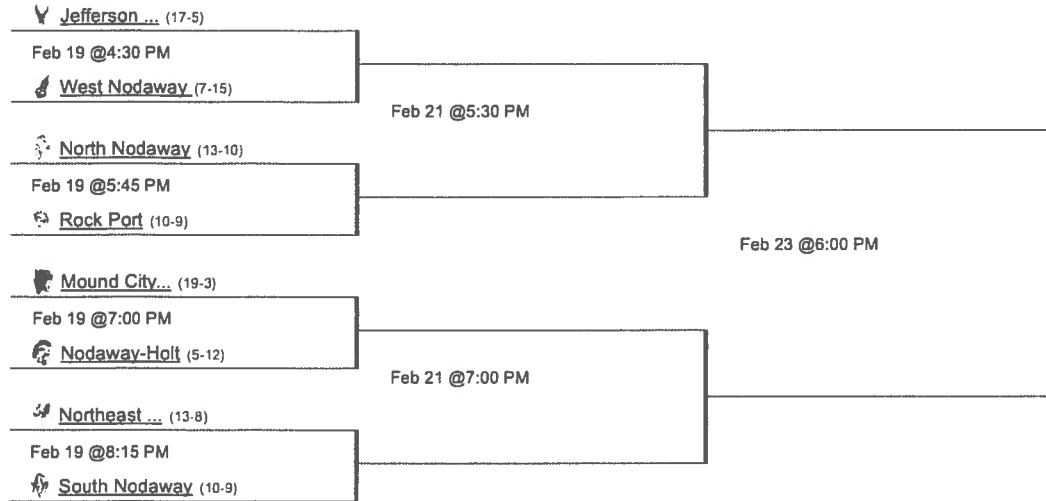 Jefferson ... (17-5)
Feb 19 @4:30 PM
West Nodaway (7-15)
Feb 21 @5:30 PM
North Nodaway (13-10)
Feb 19 @5:45 PM
Rock Port (10-9)
Feb 23 @6:00 PM
Mound City... (19-3)
Feb 19 @7:00 PM
Nodaway-Holt (5-12)
Feb 21 @7:00 PM
Northeast ... (13-8)
Feb 19 @8:15 PM
South Nodaway (10-9)